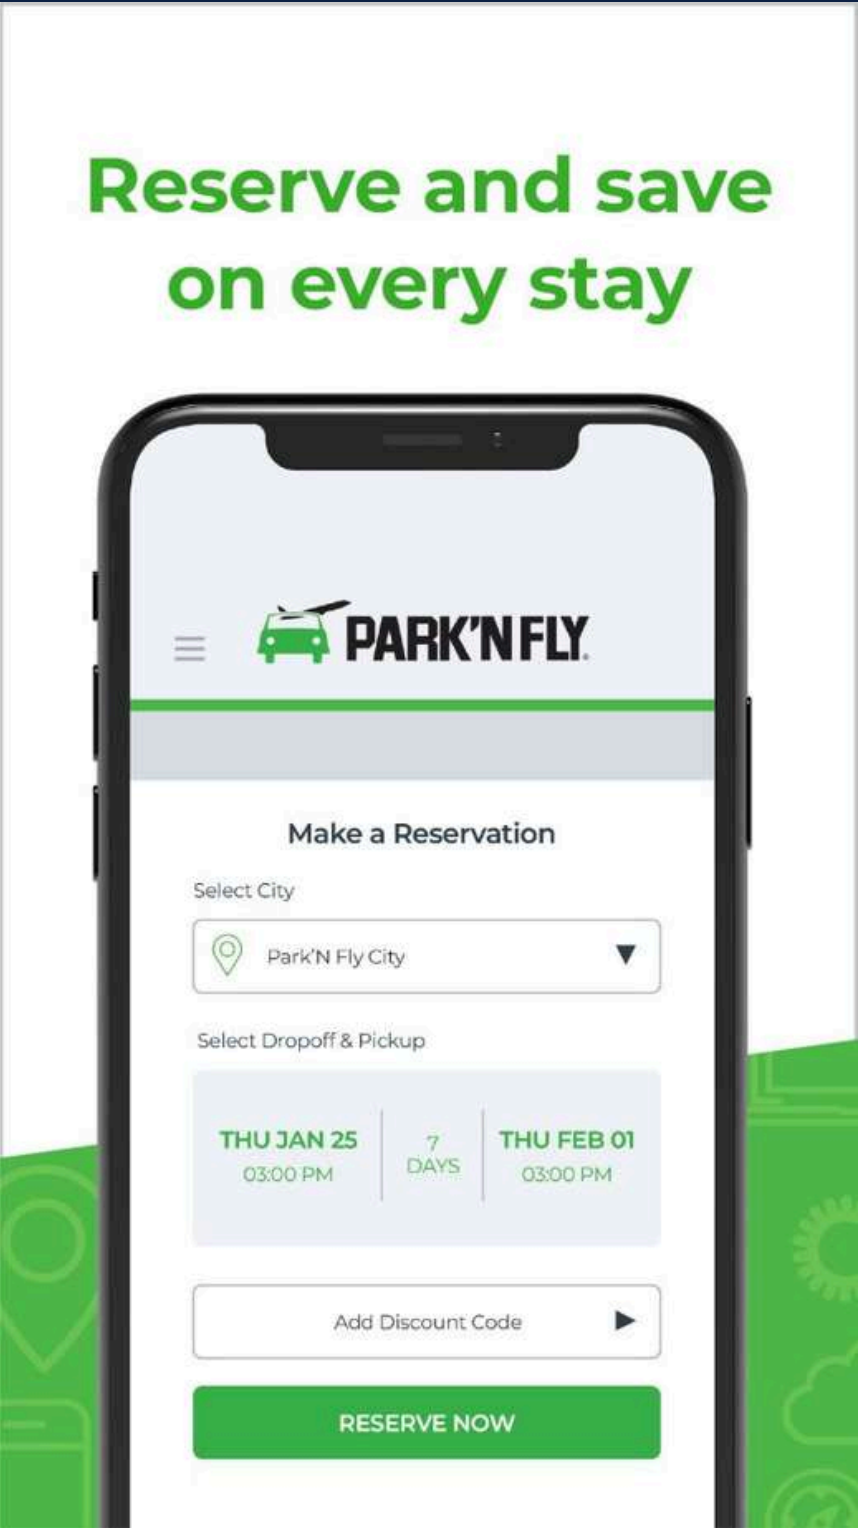 Reserve and save
on every stay
PARK'N FLY®
Make a Reservation
Select City
Park'N Fly City
Select Dropoff & Pickup
THU JAN 25
03:00 PM
7
DAYS
THU FEB 01
03:00 PM
Add Discount Code
RESERVE NOW